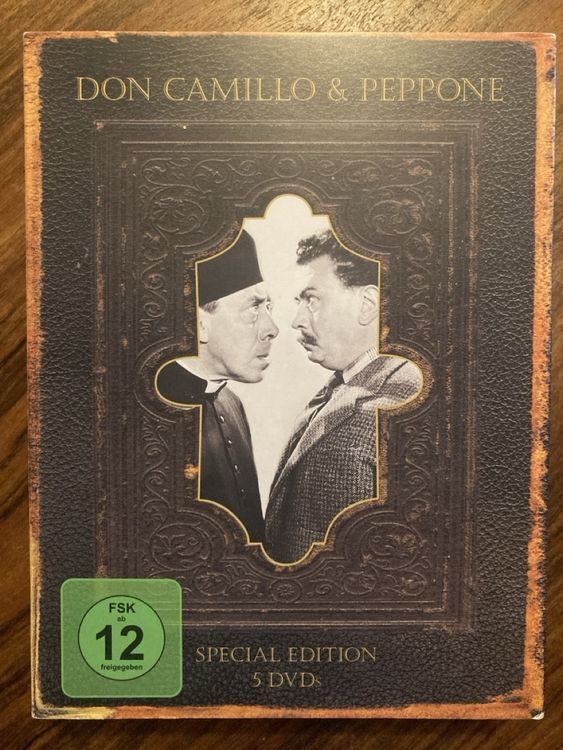 DON CAMILLO & PEPPONE
FSK
ab
12
freigegeben
SPECIAL EDITION
5 DVDs